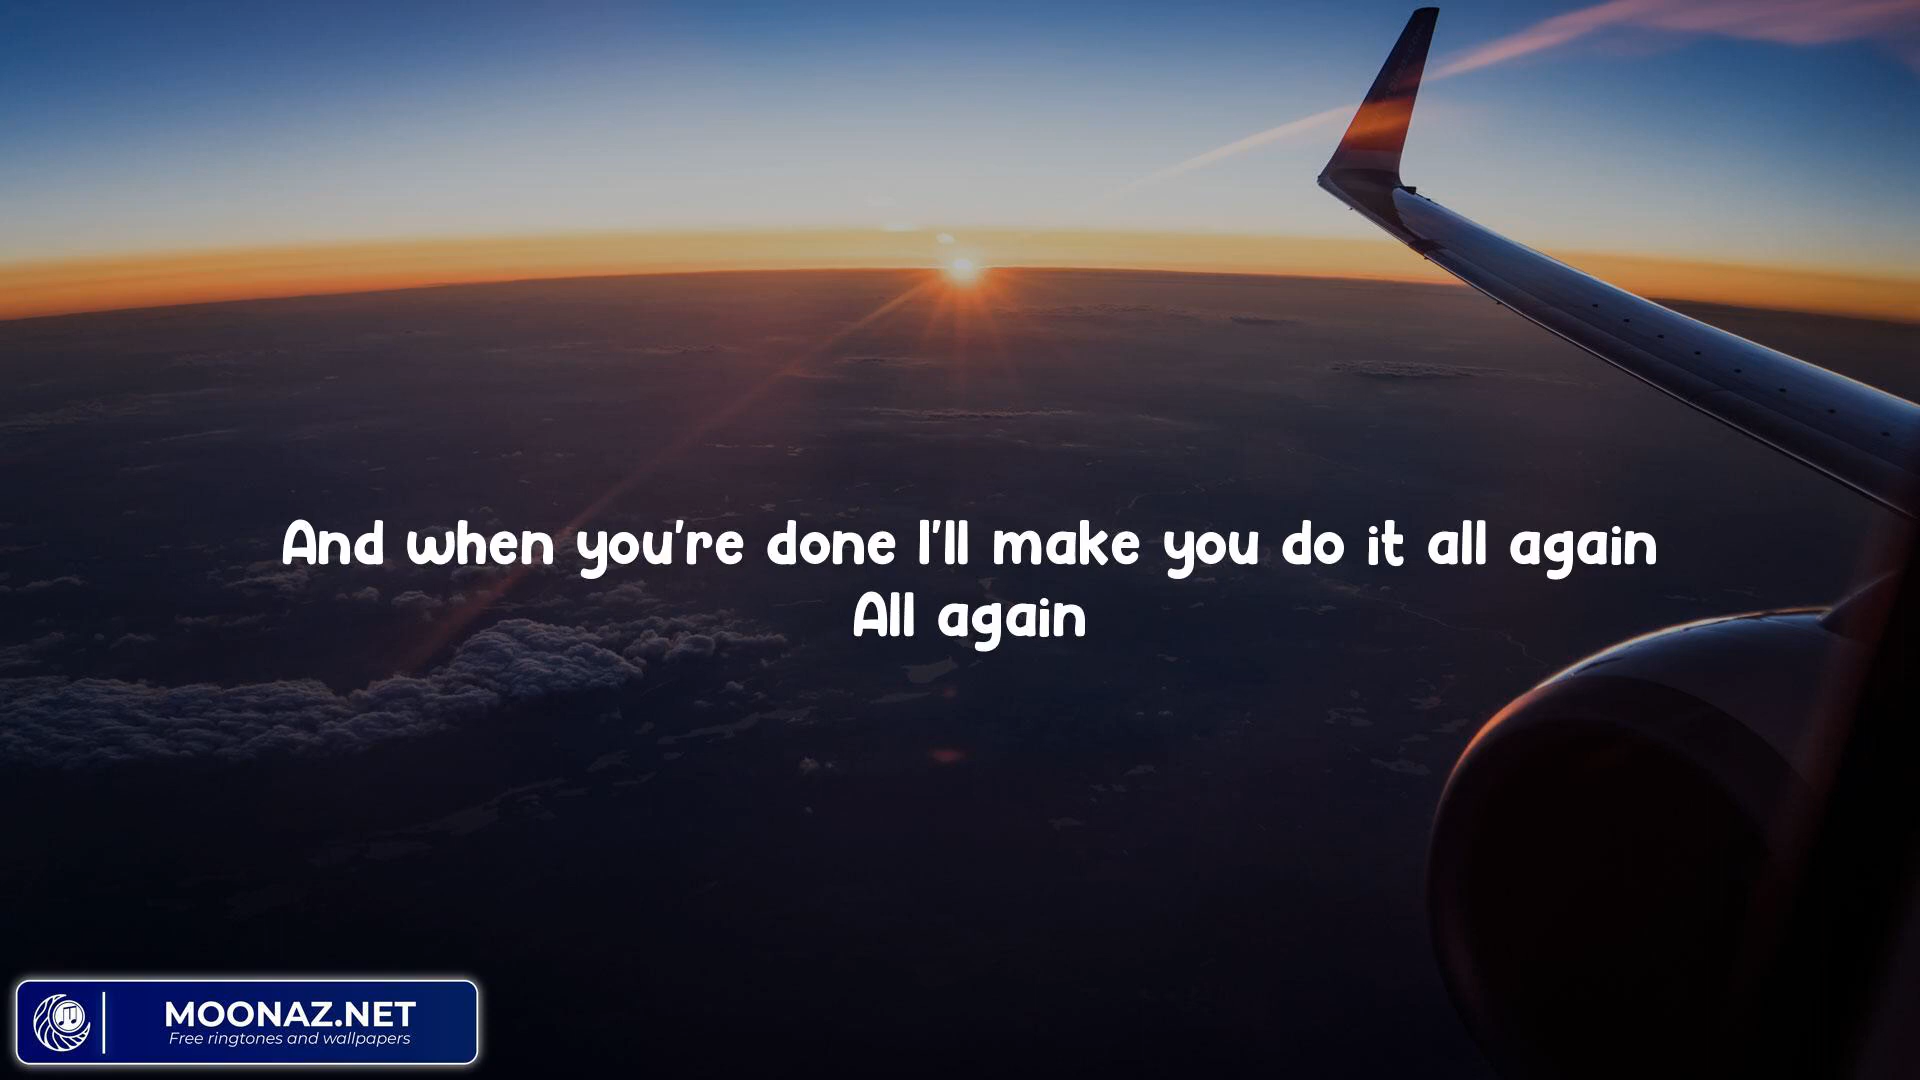 And when you're done I'll make you do it all again
All again
MOONAZ.NET
Free ringtones and wallpapers